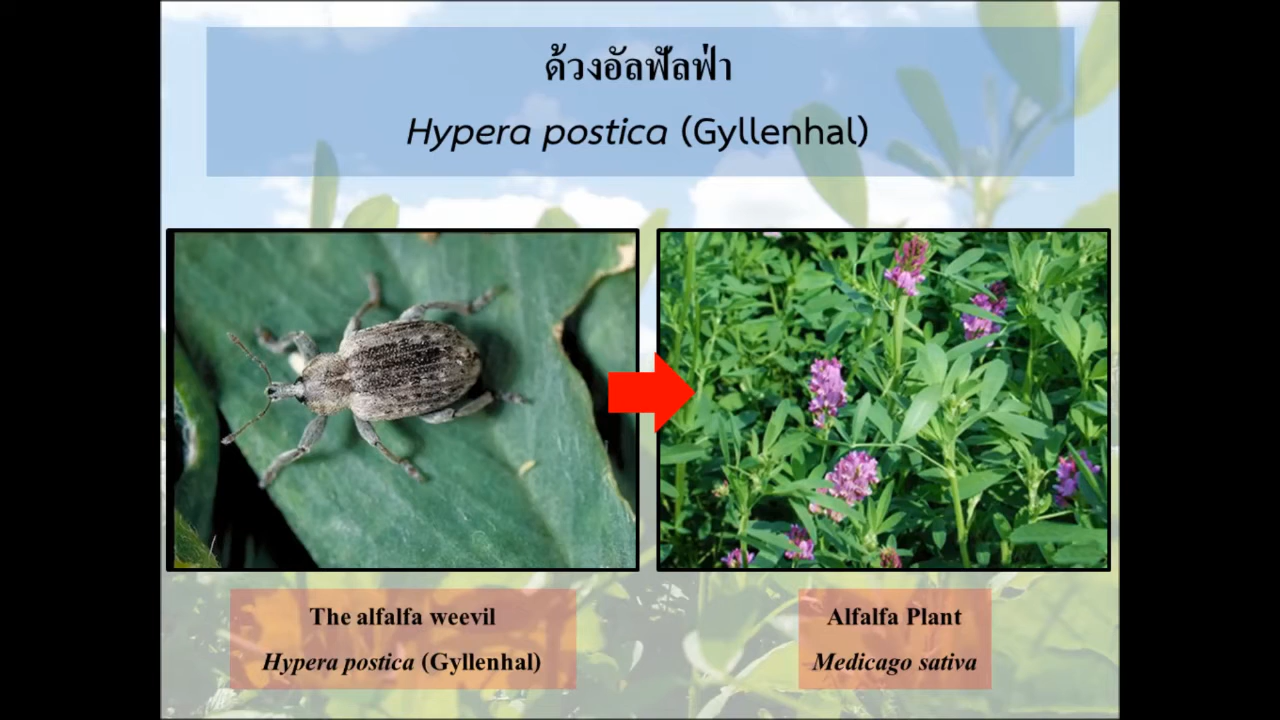 ด้วงอัลฟัลฟ่า
Hypera postica (Gyllenhal)
The alfalfa weevil
Hypera postica (Gyllenhal)
Alfalfa Plant
Medicago sativa